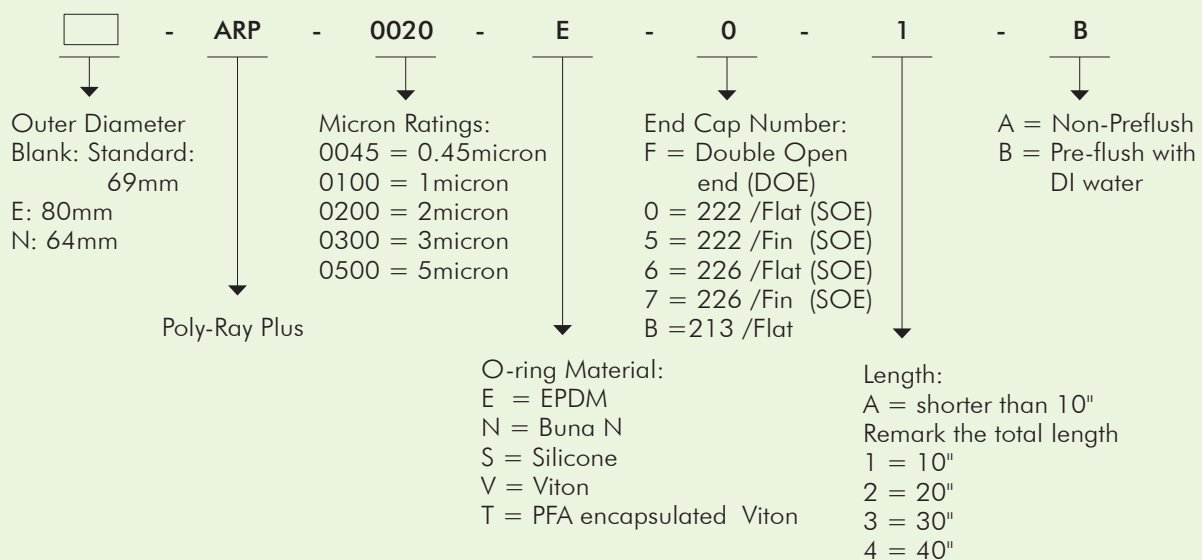 - ARP - 0020 - E - 0 - 1 - B
Outer Diameter
Blank: Standard:
69mm
E: 80mm
N: 64mm
Poly-Ray Plus
Micron Ratings:
0045 = 0.45micron
0100 = 1micron
0200 = 2micron
0300 = 3micron
0500 = 5micron
O-ring Material:
E = EPDM
N = Buna N
S = Silicone
V = Viton
T = PFA encapsulated Viton
End Cap Number:
F = Double Open
end (DOE)
0 = 222 /Flat (SOE)
5 = 222 /Fin (SOE)
6 = 226 /Flat (SOE)
7 = 226 /Fin (SOE)
B =213 /Flat
Length:
A = shorter than 10"
Remark the total length
1 = 10"
2 = 20"
3 = 30"
4 = 40"
A = Non-Preflush
B = Pre-flush with
DI water